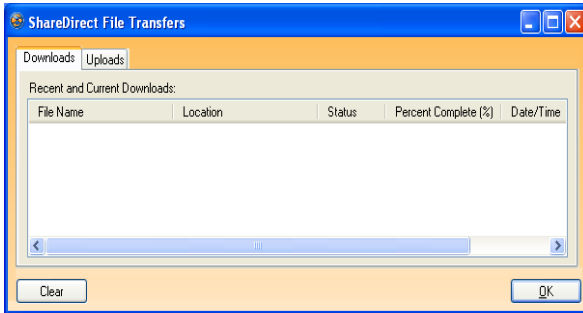 ShareDirect File Transfers
Downloads Uploads
Recent and Current Downloads:
File Name Location Status Percent Complete (%) Date/Time
Clear OK